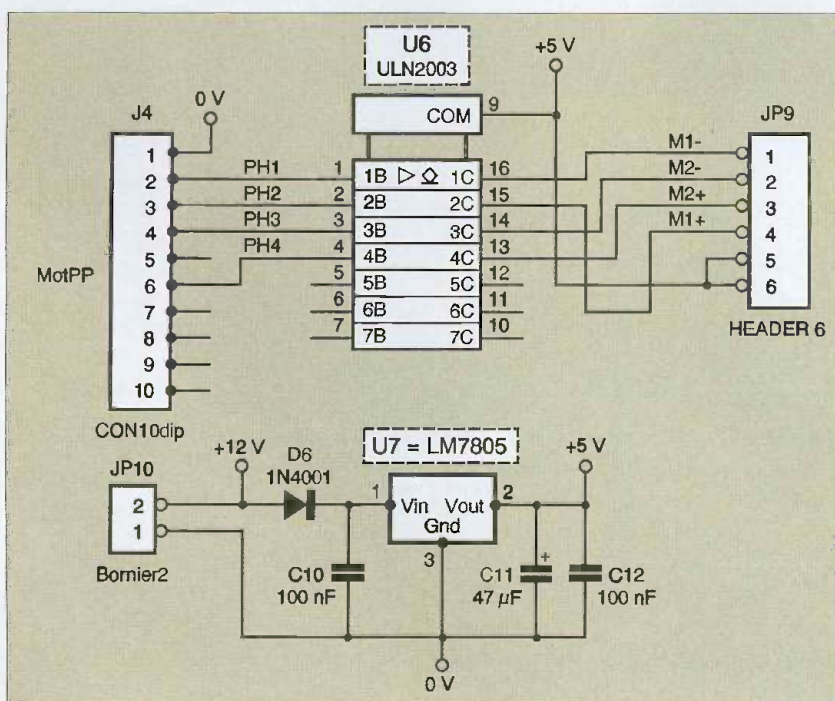 U6
ULN2003
+5 V
J4
0 V
COM
9
JP9
1
2
3
4
5
6
7
8
9
10
MotPP
CON10dip
PH1
PH2
PH3
PH4
1
2
3
4
5
6
7
1B
1C
2B
2C
3B
3C
4B
4C
5B
5C
6B
6C
7B
7C
16
15
14
13
12
11
10
M1-
M2-
M2+
M1+
1
2
3
4
5
6
HEADER 6
+12 V
JP10
2
1
Bornier2
D6
1N4001
U7 = LM7805
+5 V
1
Vin
Vout
Gnd
2
3
C10
100 nF
+
C11
47 µF
C12
100 nF
0 V